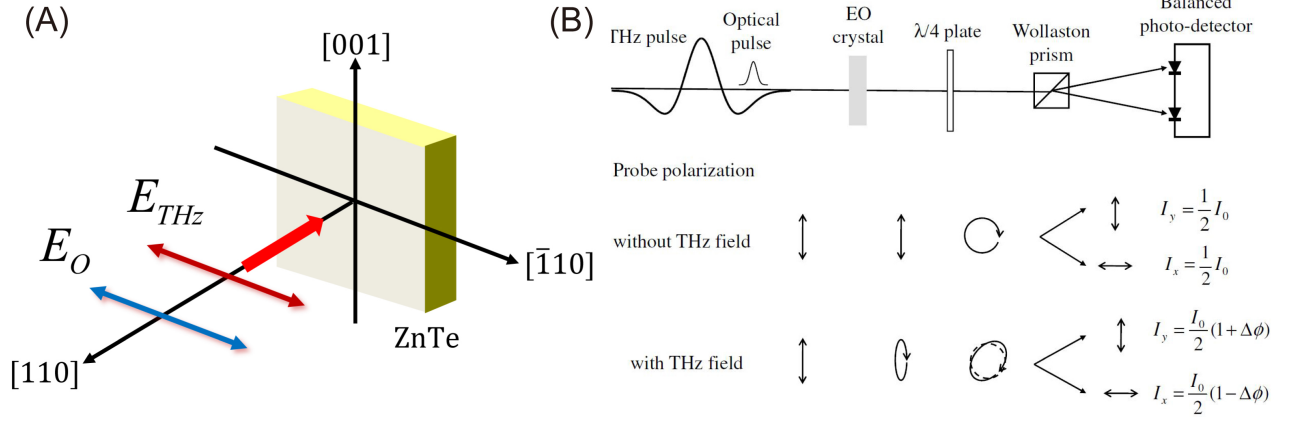 (A)
[001]
E_THz
E_O
[1̄10]
ZnTe
[110]
(B)
THz pulse
Optical
pulse
EO
crystal
λ/4 plate
Wollaston
prism
Balanced
photo-detector
Probe polarization
without THz field
I_y = 1/2 I_0
I_x = 1/2 I_0
with THz field
I_y = I_0/2 (1+Δϕ)
I_x = I_0/2 (1−Δϕ)